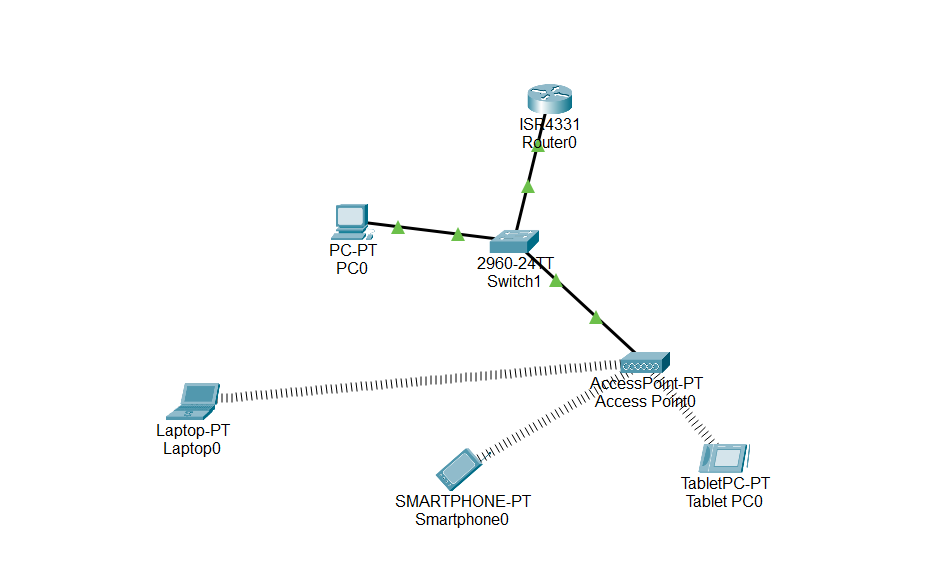 ISR4331
Router0
PC-PT
PC0
2960-24TT
Switch1
AccessPoint-PT
Access Point0
Laptop-PT
Laptop0
TabletPC-PT
Tablet PC0
SMARTPHONE-PT
Smartphone0